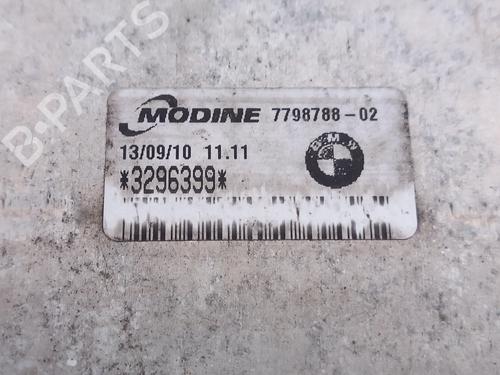 B-PARTS
MODINE 7798788-02
BMW
13/09/10 11.11
*3296399*